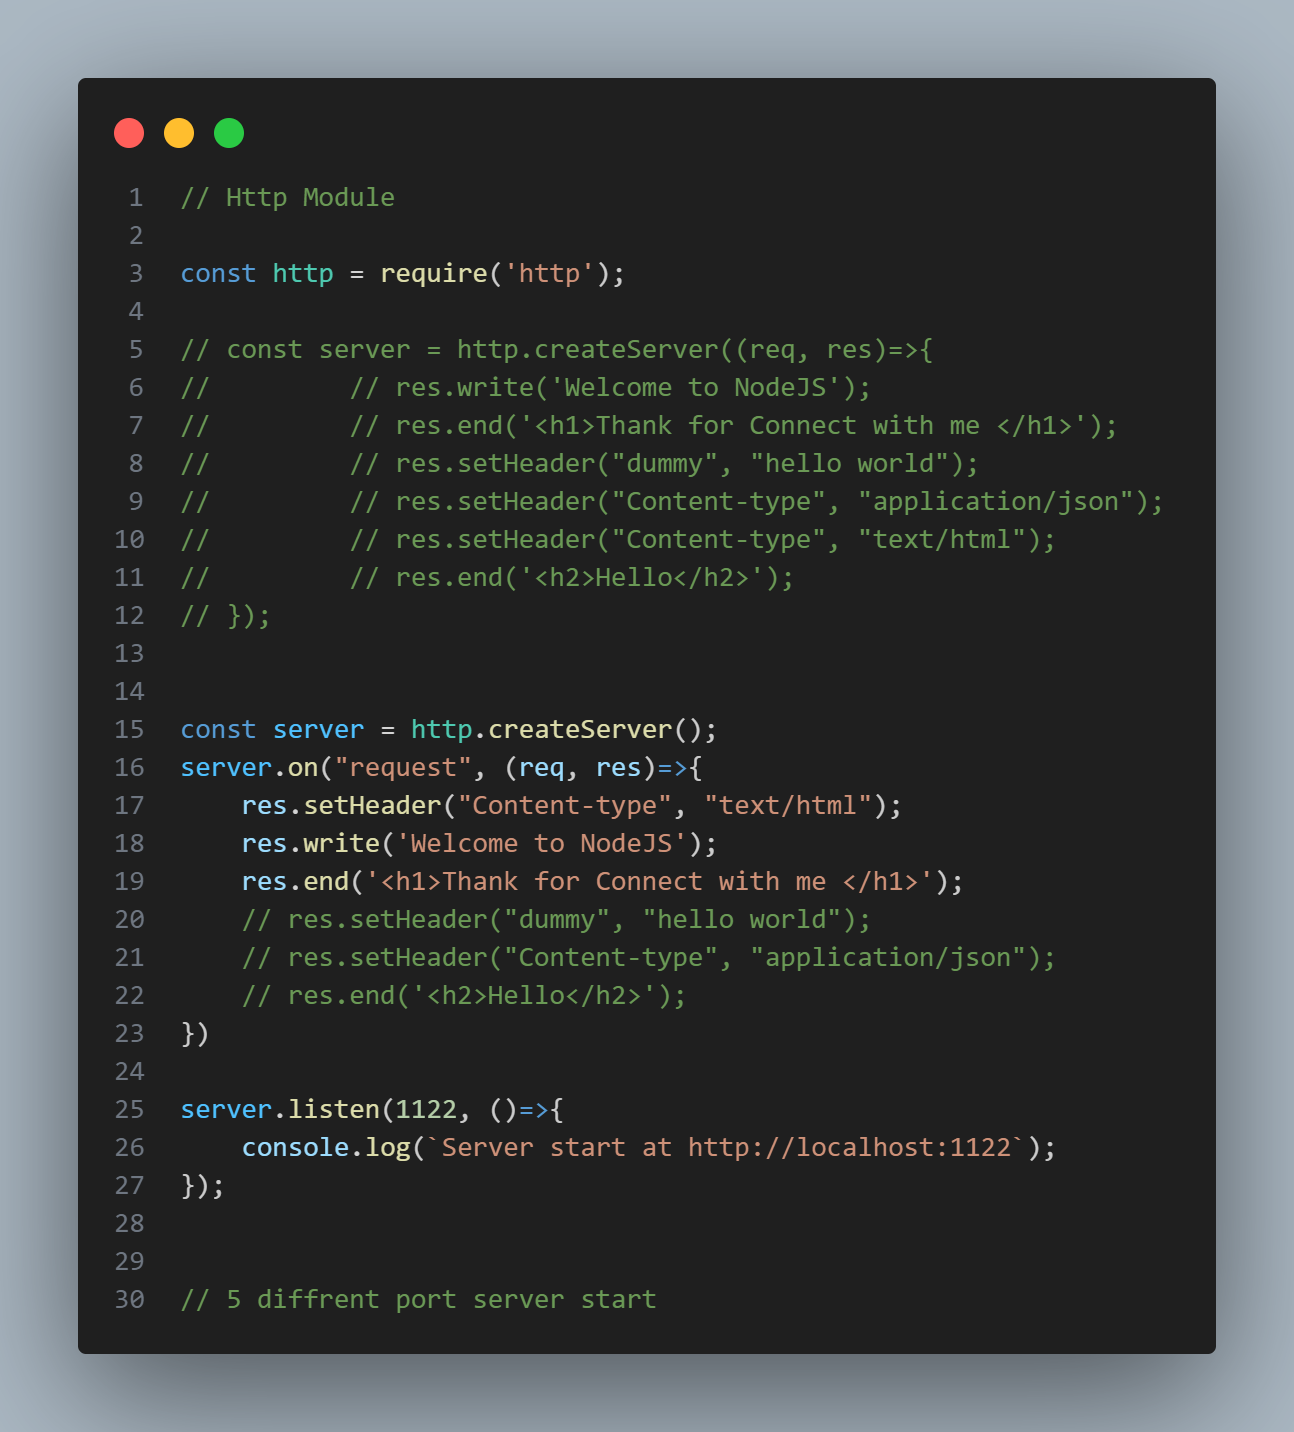 1 // Http Module
2
3 const http = require('http');
4
5 // const server = http.createServer((req, res)=>{
6 //         // res.write('Welcome to NodeJS');
7 //         // res.end('<h1>Thank for Connect with me </h1>');
8 //         // res.setHeader("dummy", "hello world");
9 //         // res.setHeader("Content-type", "application/json");
10 //         // res.setHeader("Content-type", "text/html");
11 //         // res.end('<h2>Hello</h2>');
12 // });
13
14
15 const server = http.createServer();
16 server.on("request", (req, res)=>{
17     res.setHeader("Content-type", "text/html");
18     res.write('Welcome to NodeJS');
19     res.end('<h1>Thank for Connect with me </h1>');
20     // res.setHeader("dummy", "hello world");
21     // res.setHeader("Content-type", "application/json");
22     // res.end('<h2>Hello</h2>');
23 })
24
25 server.listen(1122, ()=>{
26     console.log(`Server start at http://localhost:1122`);
27 });
28
29
30 // 5 diffrent port server start